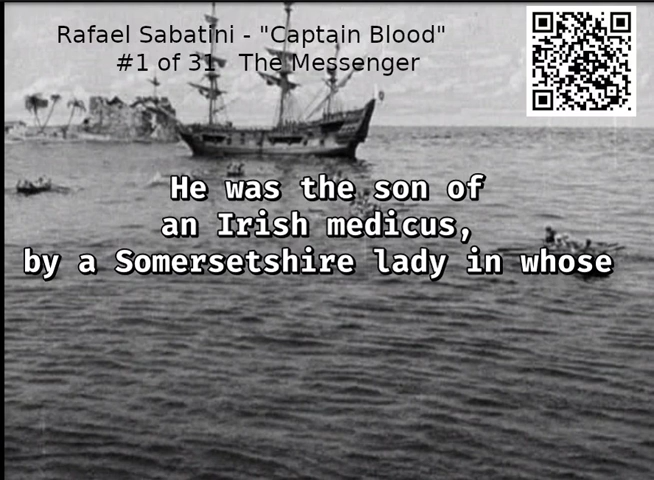 Rafael Sabatini - "Captain Blood"
#1 of 31   The Messenger
He was the son of
an Irish medicus,
by a Somersetshire lady in whose